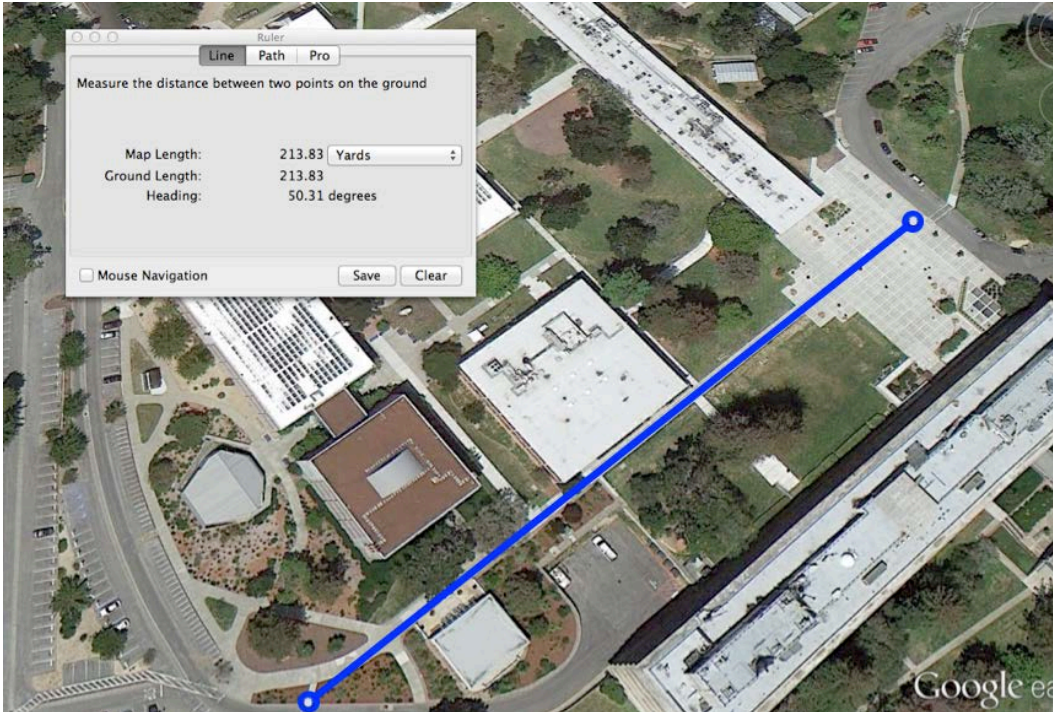 Ruler
Line Path Pro
Measure the distance between two points on the ground
Map Length: 213.83 Yards
Ground Length: 213.83
Heading: 50.31 degrees
Mouse Navigation Save Clear
Google ea